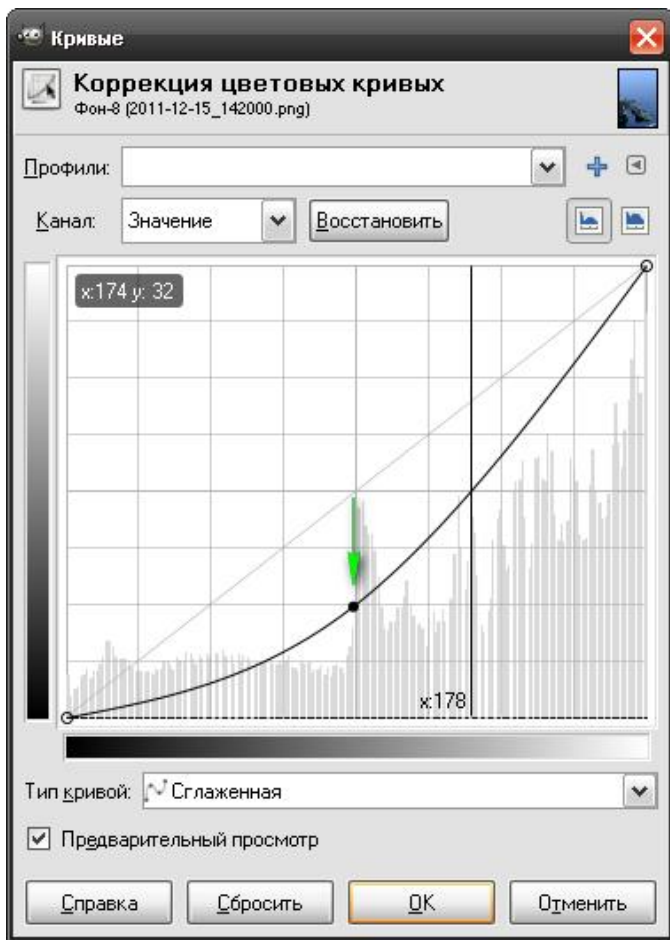 Кривые
Коррекция цветовых кривых
Фон-8 (2011-12-15_142000.png)
Профили:
Канал: Значение Восстановить
x:174 y: 32
x:178
Тип кривой: Сглаженная
Предварительный просмотр
Справка Сбросить OK Отменить